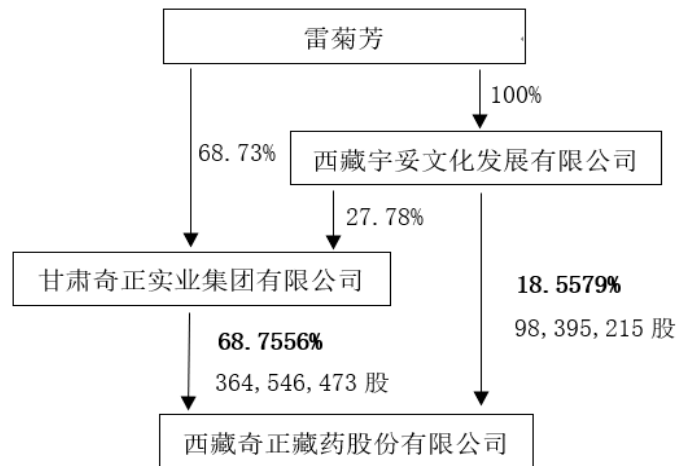 雷菊芳
100%
68.73%
西藏宇妥文化发展有限公司
27.78%
甘肃奇正实业集团有限公司
18.5579%
98,395,215 股
68.7556%
364,546,473 股
西藏奇正藏药股份有限公司